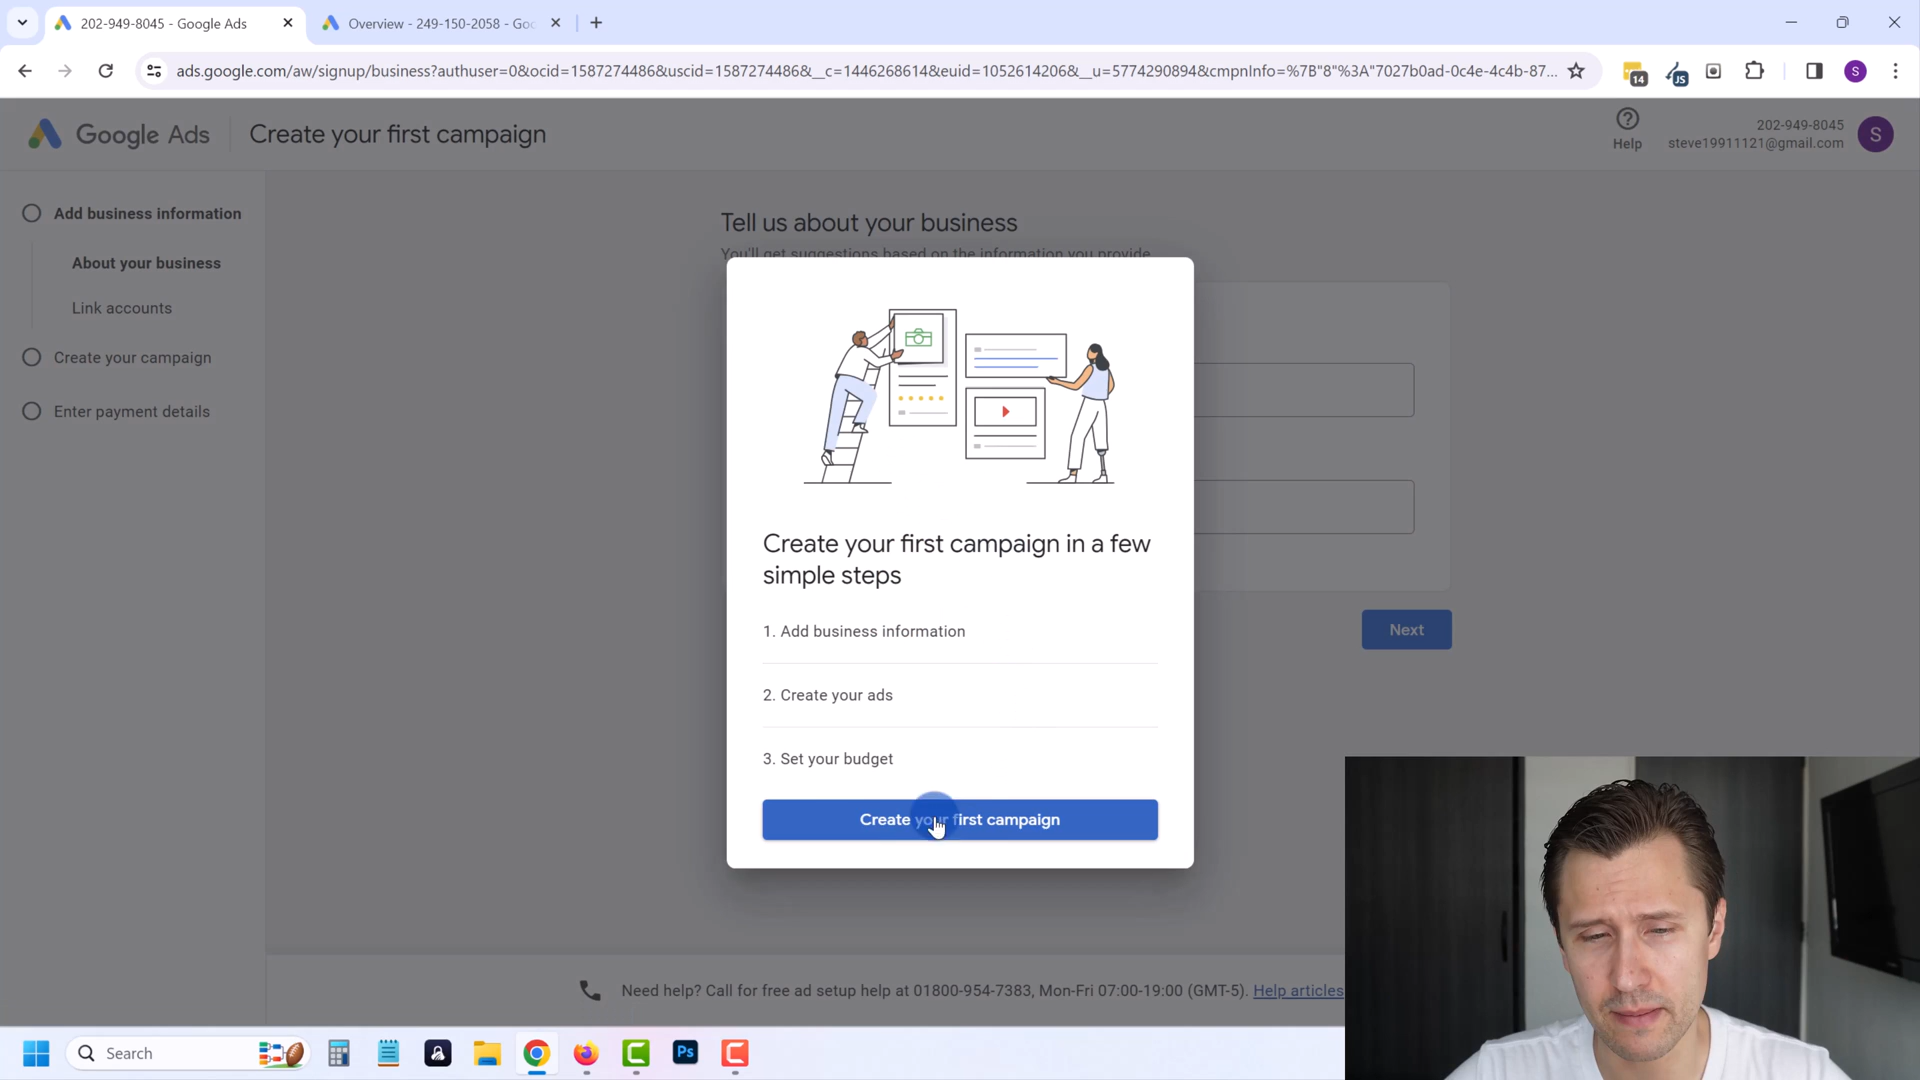 202-949-8045 - Google Ads
Overview - 249-150-2058 - Goo
ads.google.com/aw/signup/business?authuser=0&ocid=1587274486&uscid=1587274486&__c=1446268614&euid=1052614206&__u=5774290894&cmpnInfo=%7B"8"%3A"7027b0ad-0c4e-4c4b-87...
14
JS
S
Google Ads
Create your first campaign
Help
202-949-8045
steve19911121@gmail.com
S
Add business information
About your business
Link accounts
Create your campaign
Enter payment details
Tell us about your business
You'll get suggestions based on the information you provide
Create your first campaign in a few
simple steps
1. Add business information
2. Create your ads
3. Set your budget
Create your first campaign
Next
Need help? Call for free ad setup help at 01800-954-7383, Mon-Fri 07:00-19:00 (GMT-5). Help articles
Search
Ps